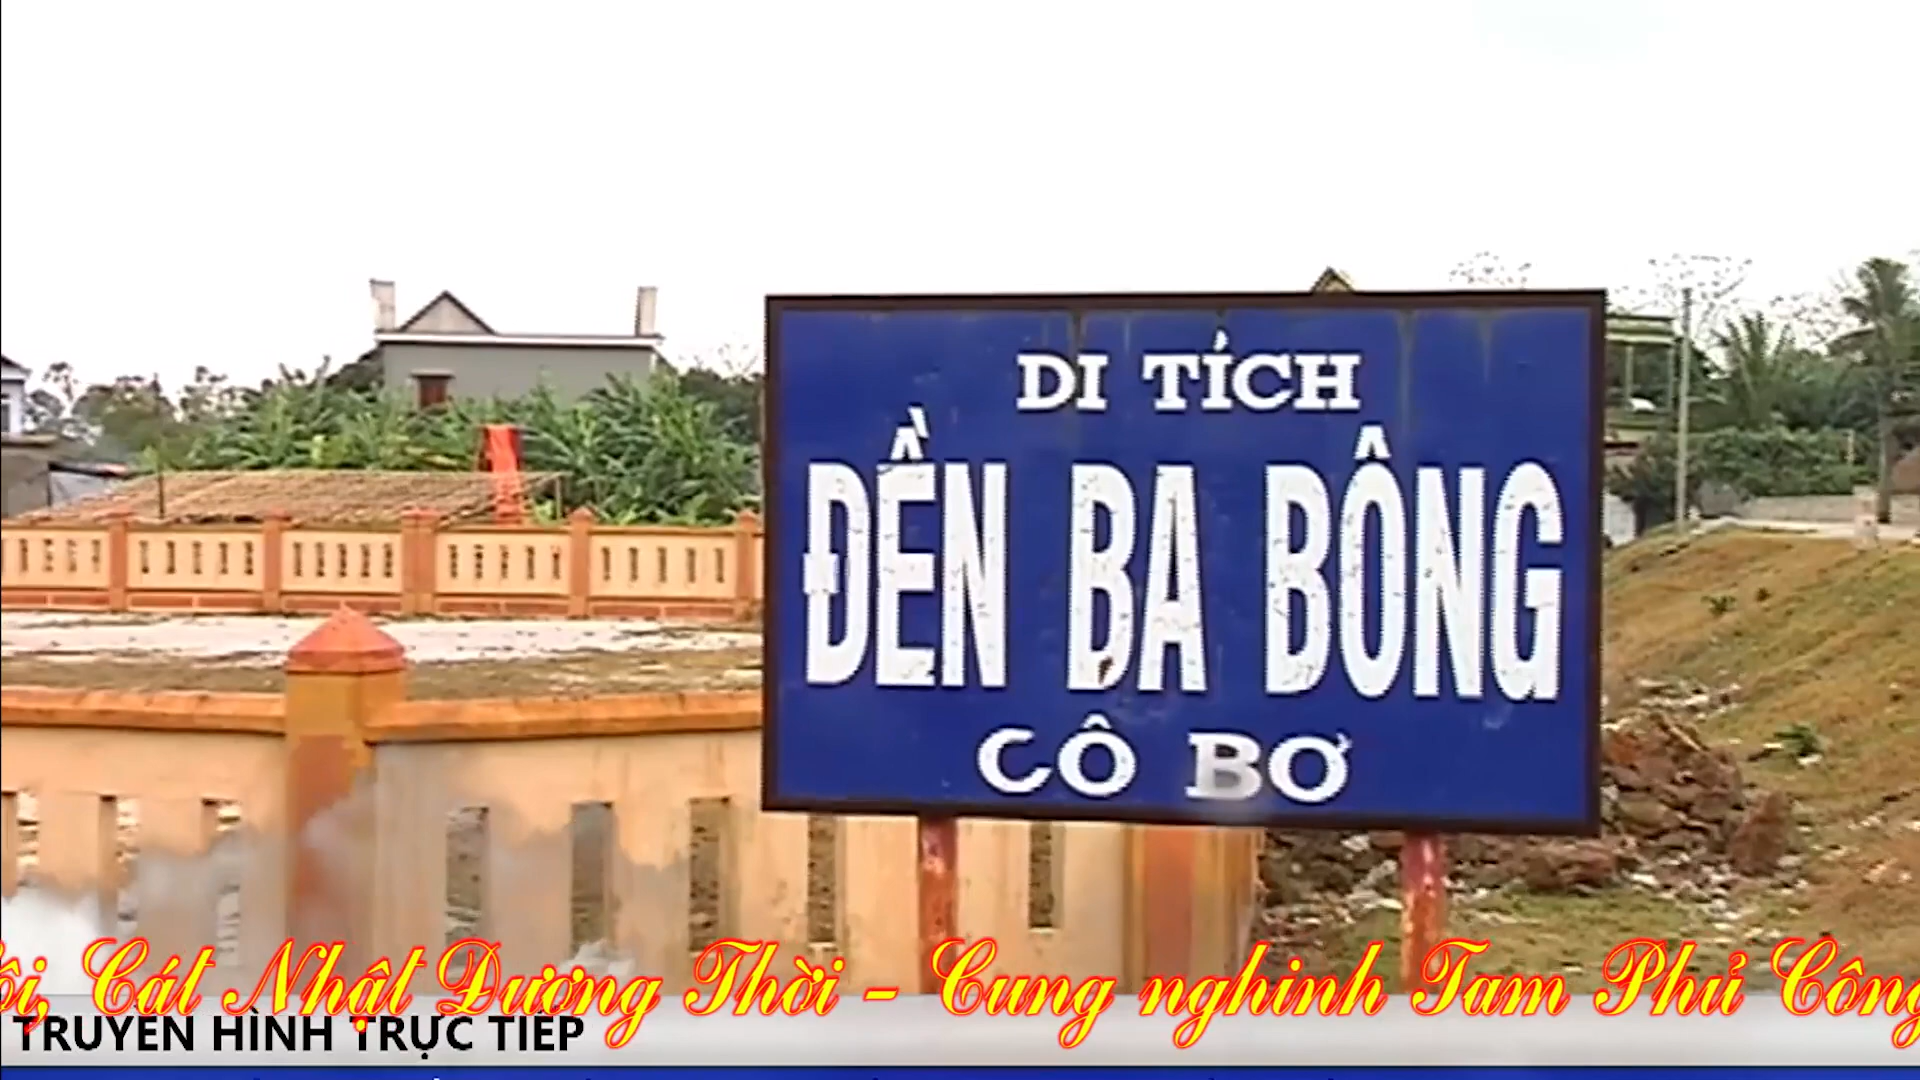 DI TÍCH
ĐỀN BA BÔNG
CÔ BƠ
Cát Nhật Dương Thời - Cung nghinh Tam Phủ Công
TRUYỀN HÌNH TRỰC TIẾP